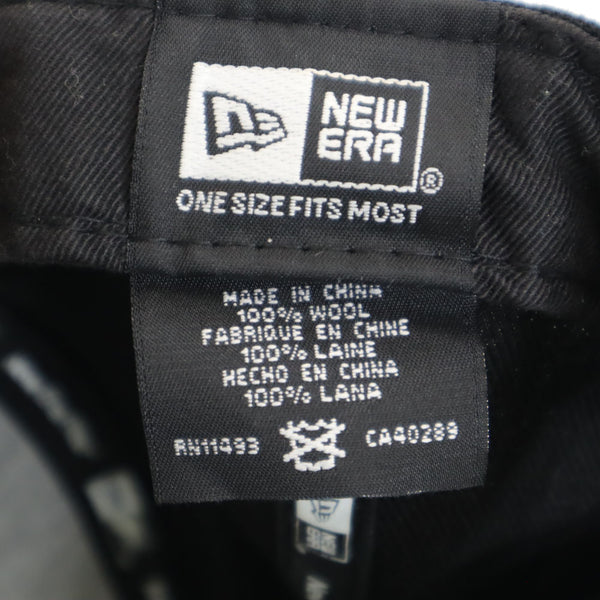 NEW
ERA
®
ONE SIZE FITS MOST
MADE IN CHINA
100% WOOL
FABRIQUE EN CHINE
100% LAINE
HECHO EN CHINA
100% LANA
RN11493 CA40289